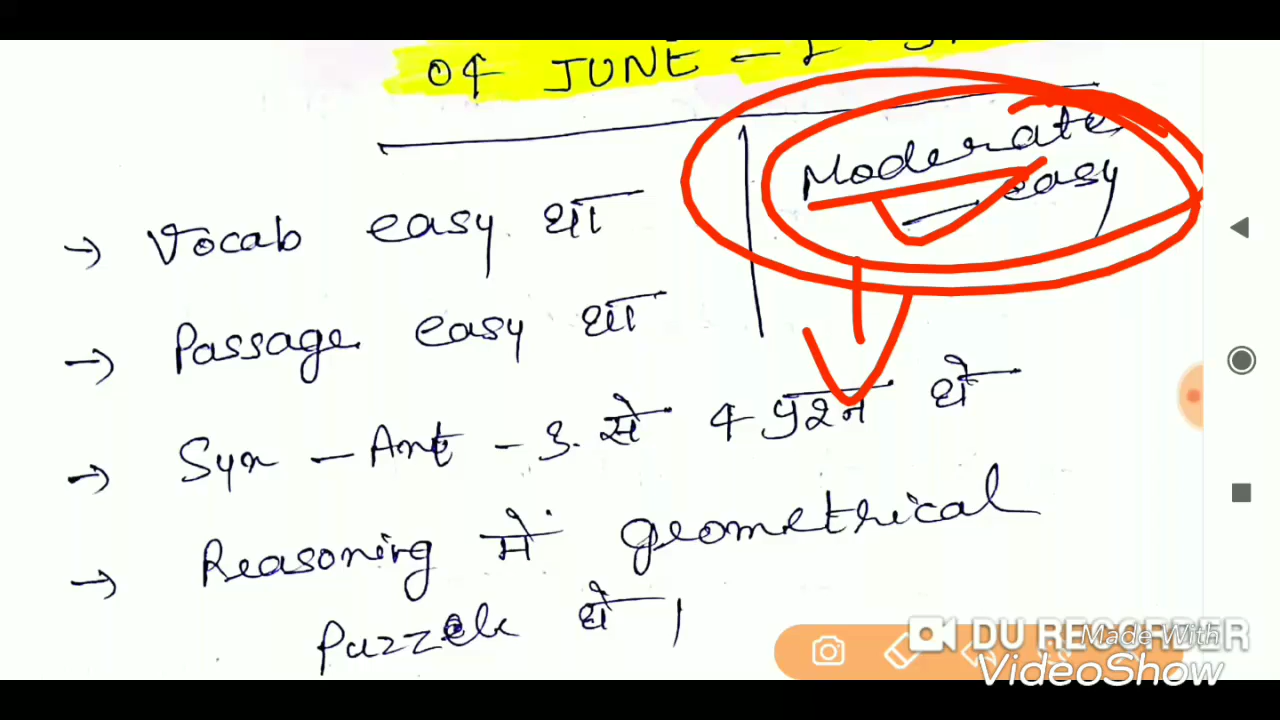 OF JUNE -
Moderate
- easy
→ Vocab easy था
→ Passage easy था
→ Syn - Ant - 3 से 4 प्रश्न थे
→ Reasoning में geometrical
Puzzele थे।
DU RECORDER
Made With
VideoShow